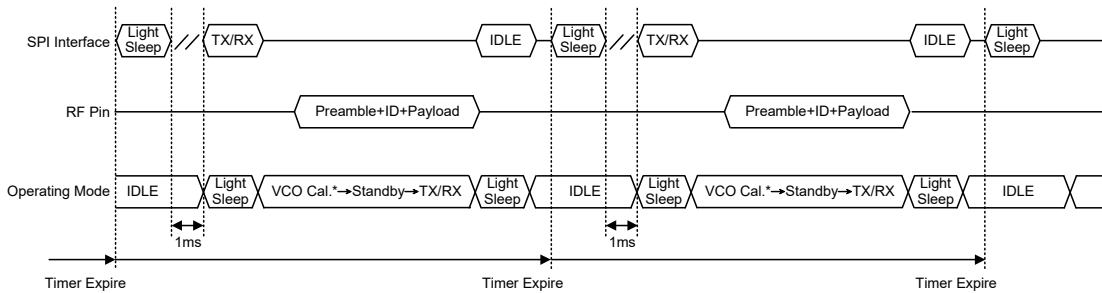 SPI Interface
Light
Sleep
TX/RX
IDLE
Light
Sleep
TX/RX
IDLE
Light
Sleep
RF Pin
Preamble+ID+Payload
Preamble+ID+Payload
Operating Mode
IDLE
Light
Sleep
VCO Cal.*→Standby→TX/RX
Light
Sleep
IDLE
Light
Sleep
VCO Cal.*→Standby→TX/RX
Light
Sleep
IDLE
1ms
1ms
Timer Expire
Timer Expire
Timer Expire